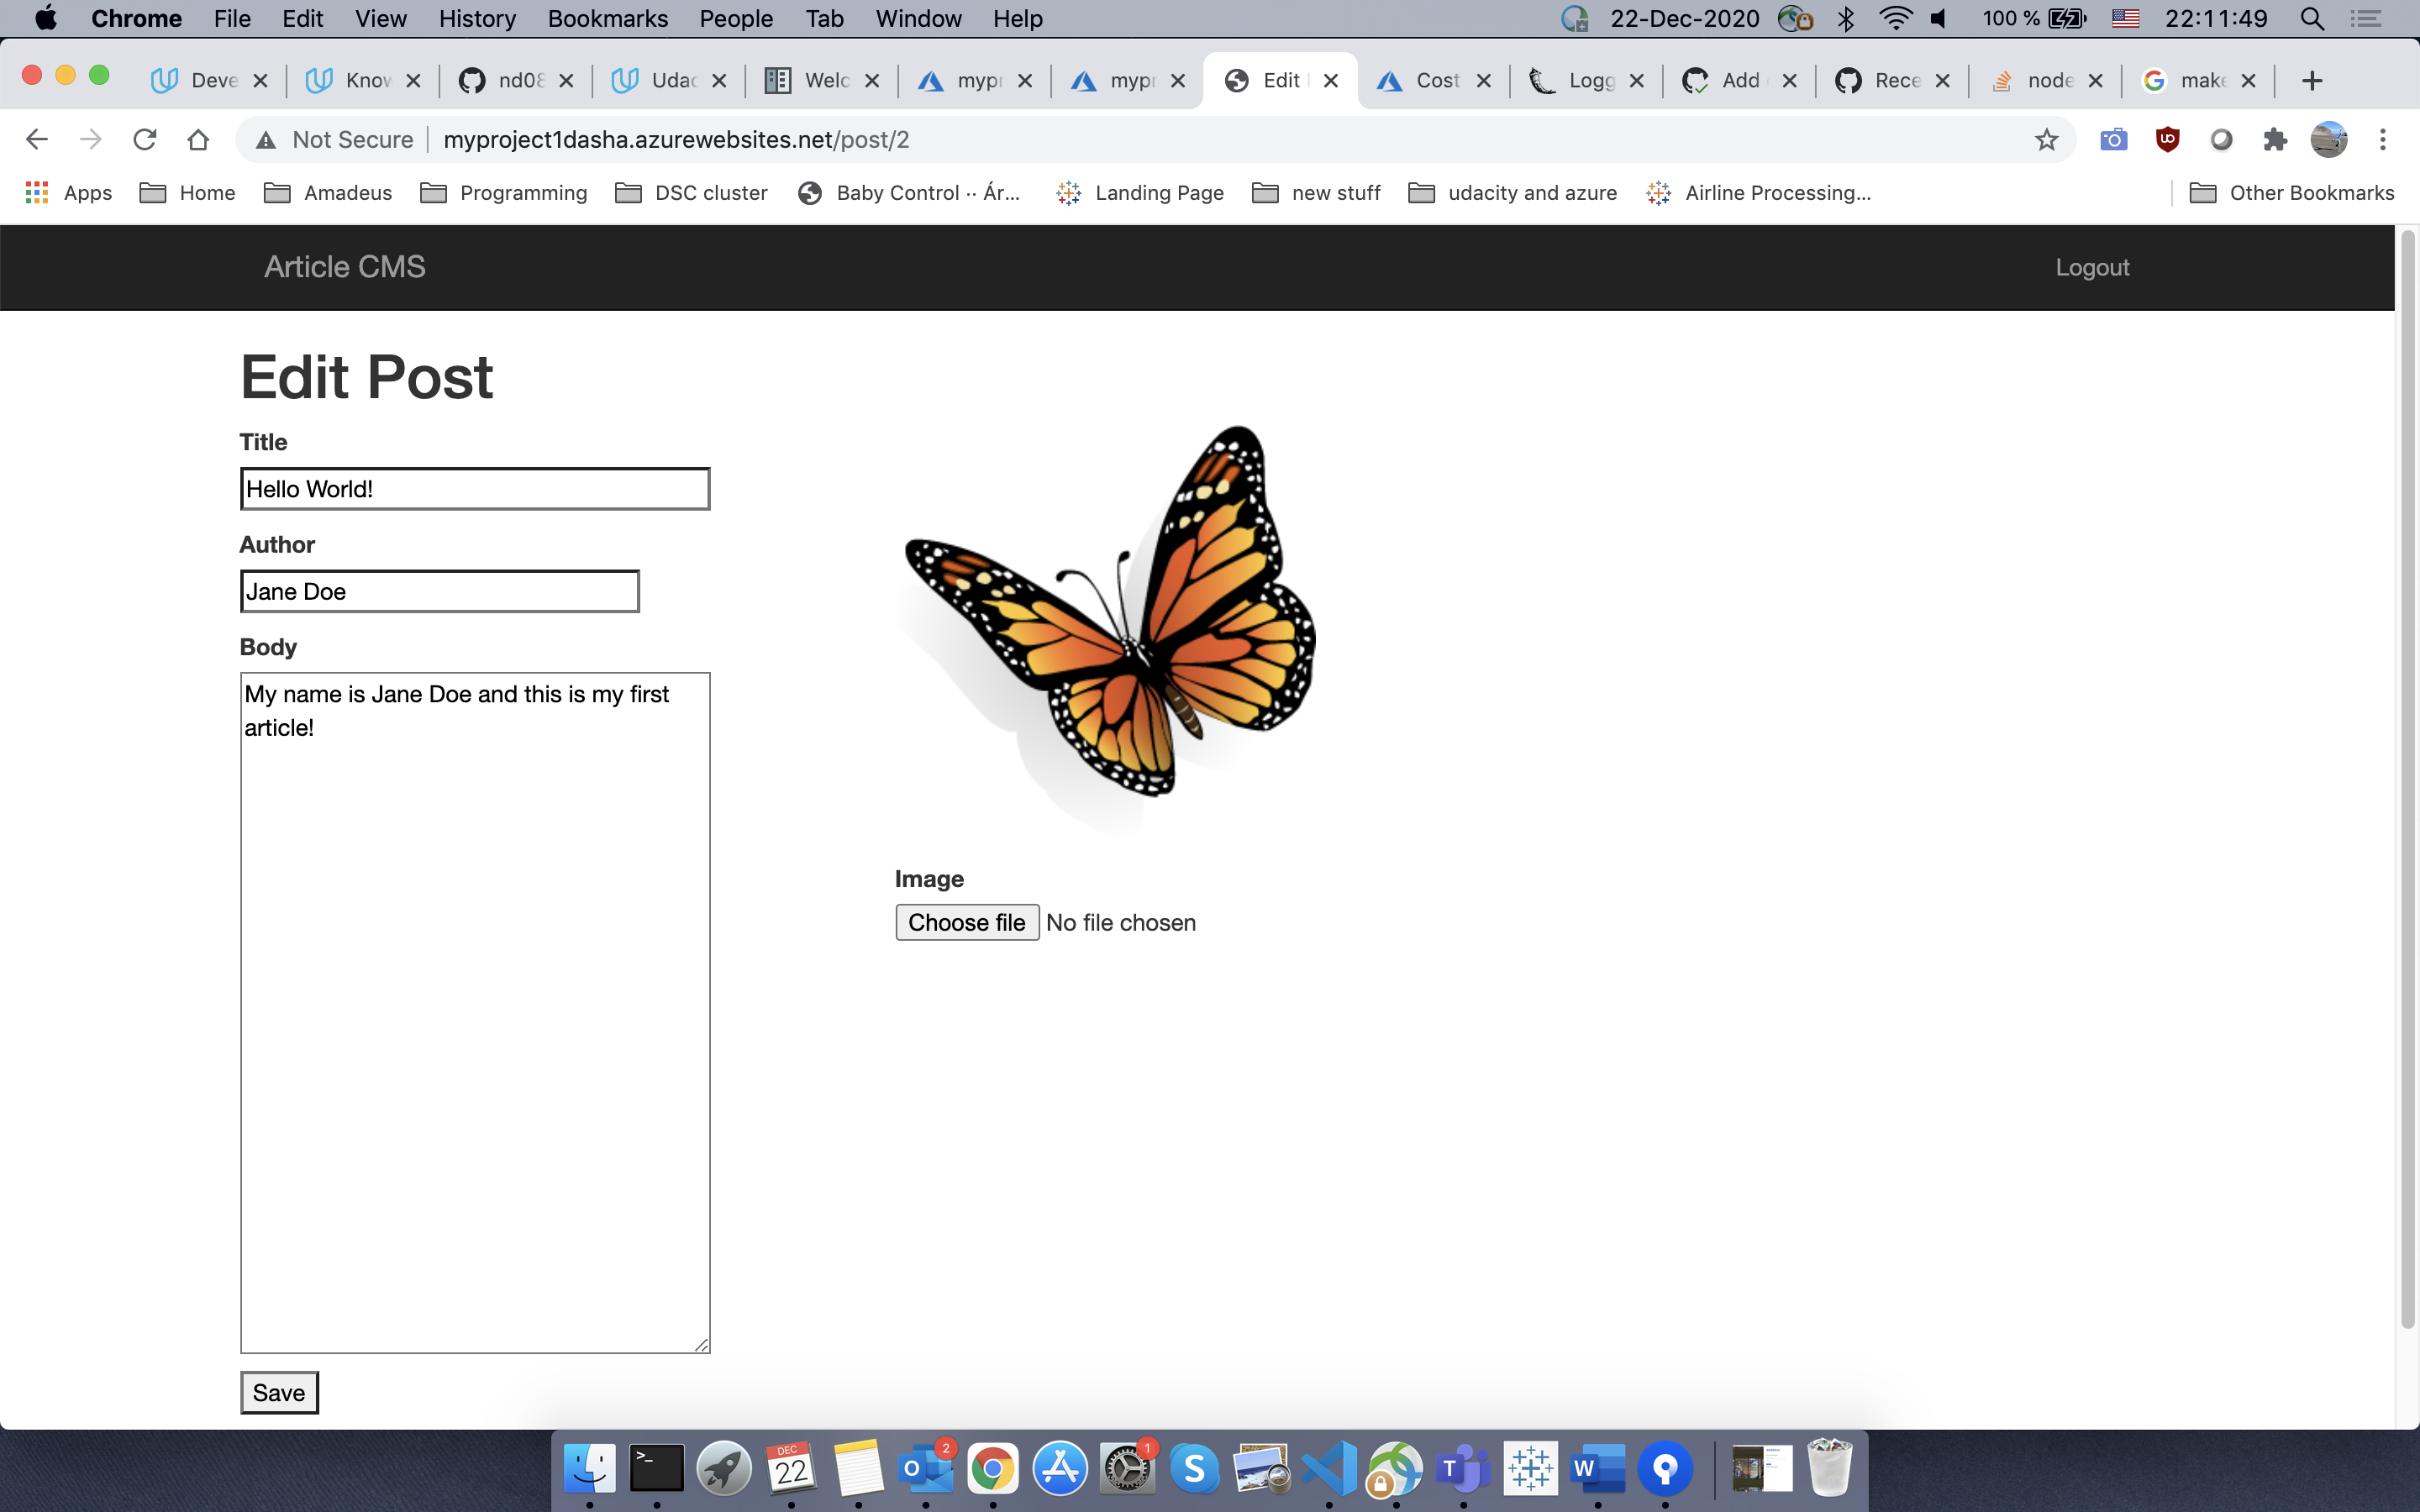 Chrome File Edit View History Bookmarks People Tab Window Help 22-Dec-2020 100 % 22:11:49
Deve Know nd08 Udac Welc mypr mypr Edit Cost Logg Add Rece node make
Not Secure myproject1dasha.azurewebsites.net/post/2
Apps Home Amadeus Programming DSC cluster Baby Control ·· Ár... Landing Page new stuff udacity and azure Airline Processing... Other Bookmarks
Article CMS Logout
Edit Post
Title
Hello World!
Author
Jane Doe
Body
My name is Jane Doe and this is my first
article!
Image
Choose file No file chosen
Save
DEC
22
2
1